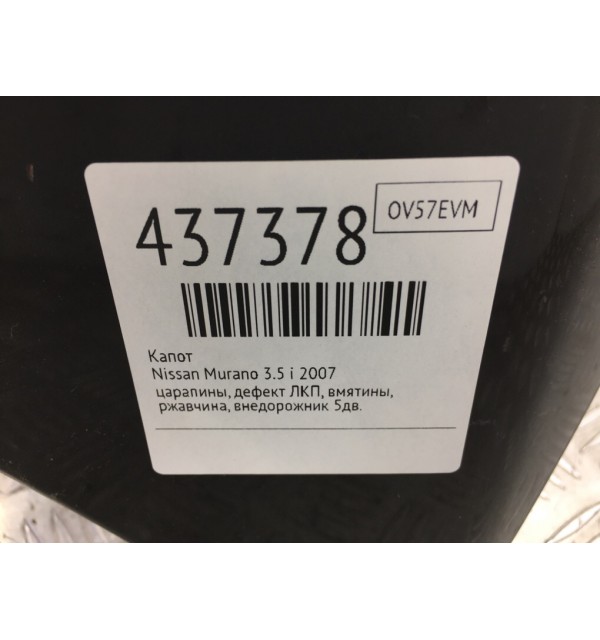 437378
OV57EVM
Капот
Nissan Murano 3.5 i 2007
царапины, дефект ЛКП, вмятины,
ржавчина, внедорожник 5дв.